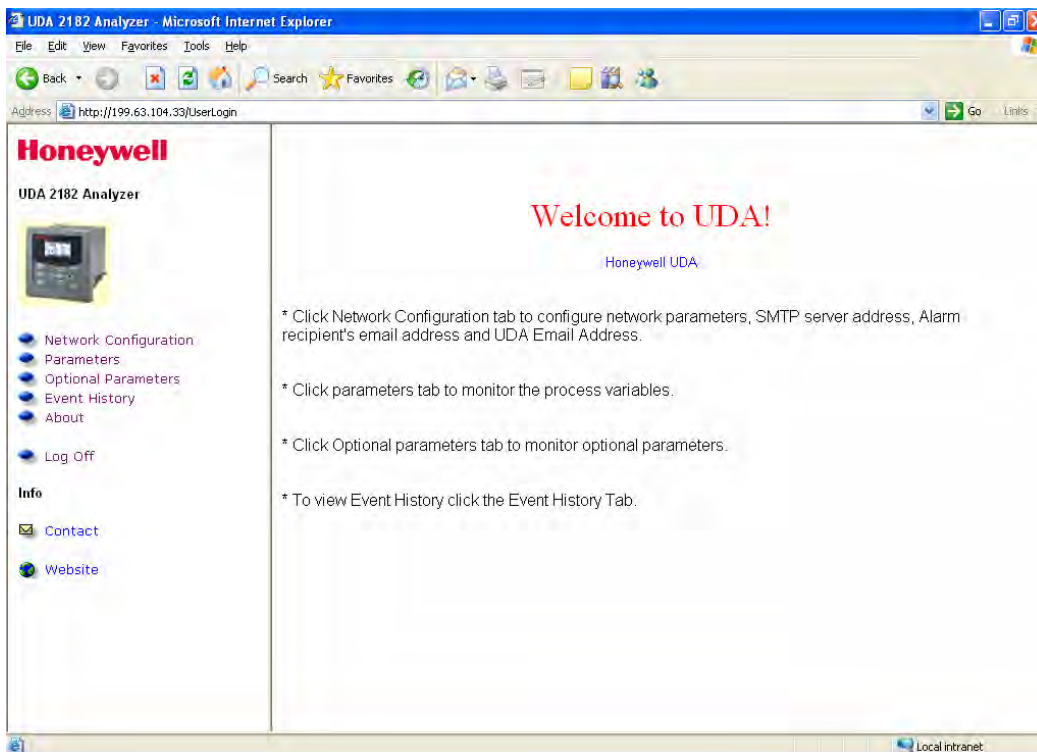 UDA 2182 Analyzer - Microsoft Internet Explorer
File Edit View Favorites Tools Help
Back Search Favorites
Address http://199.63.104.33/UserLogin Go Links
Honeywell
UDA 2182 Analyzer
Network Configuration
Parameters
Optional Parameters
Event History
About
Log Off
Info
Contact
Website
Welcome to UDA!
Honeywell UDA
* Click Network Configuration tab to configure network parameters, SMTP server address, Alarm
recipient's email address and UDA Email Address.
* Click parameters tab to monitor the process variables.
* Click Optional parameters tab to monitor optional parameters.
* To view Event History click the Event History Tab.
Local intranet